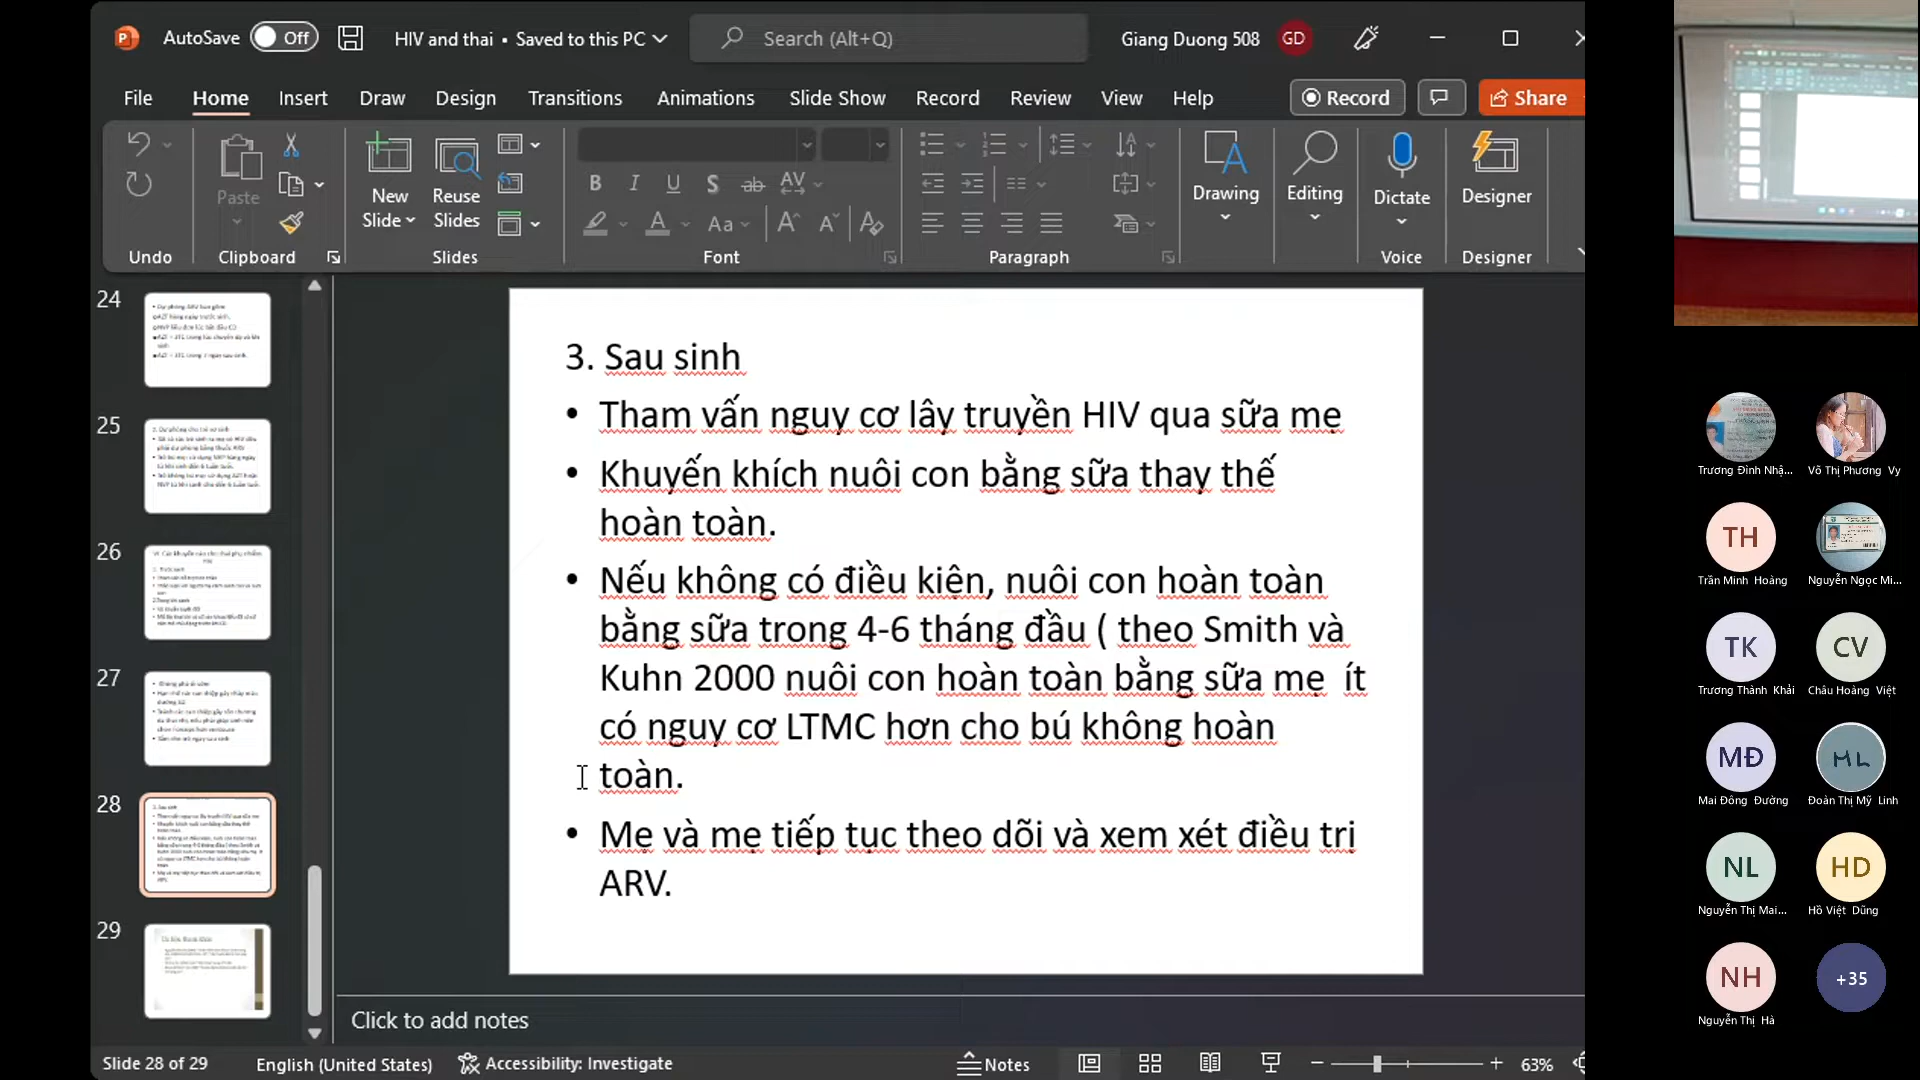 AutoSave Off HIV and thai • Saved to this PC Search (Alt+Q) Giang Duong 508 GD
File Home Insert Draw Design Transitions Animations Slide Show Record Review View Help Record Share
Paste New Slide Reuse Slides Drawing Editing Dictate Designer
Undo Clipboard Slides Font Paragraph Voice Designer
24
25
26
27
28
29
3. Sau sinh
• Tham vấn nguy cơ lây truyền HIV qua sữa mẹ
• Khuyến khích nuôi con bằng sữa thay thế
hoàn toàn.
• Nếu không có điều kiện, nuôi con hoàn toàn
bằng sữa trong 4-6 tháng đầu ( theo Smith và
Kuhn 2000 nuôi con hoàn toàn bằng sữa mẹ ít
có nguy cơ LTMC hơn cho bú không hoàn
toàn.
• Mẹ và mẹ tiếp tục theo dõi và xem xét điều trị
ARV.
Click to add notes
Slide 28 of 29 English (United States) Accessibility: Investigate Notes 63%
Trương Đình Nhậ... Võ Thị Phương Vy
TH
Trần Minh Hoàng Nguyễn Ngọc Mi...
TK CV
Trương Thành Khải Châu Hoàng Việt
MĐ ML
Mai Đông Đường Đoàn Thị Mỹ Linh
NL HD
Nguyễn Thị Mai... Hồ Việt Dũng
NH +35
Nguyễn Thị Hà